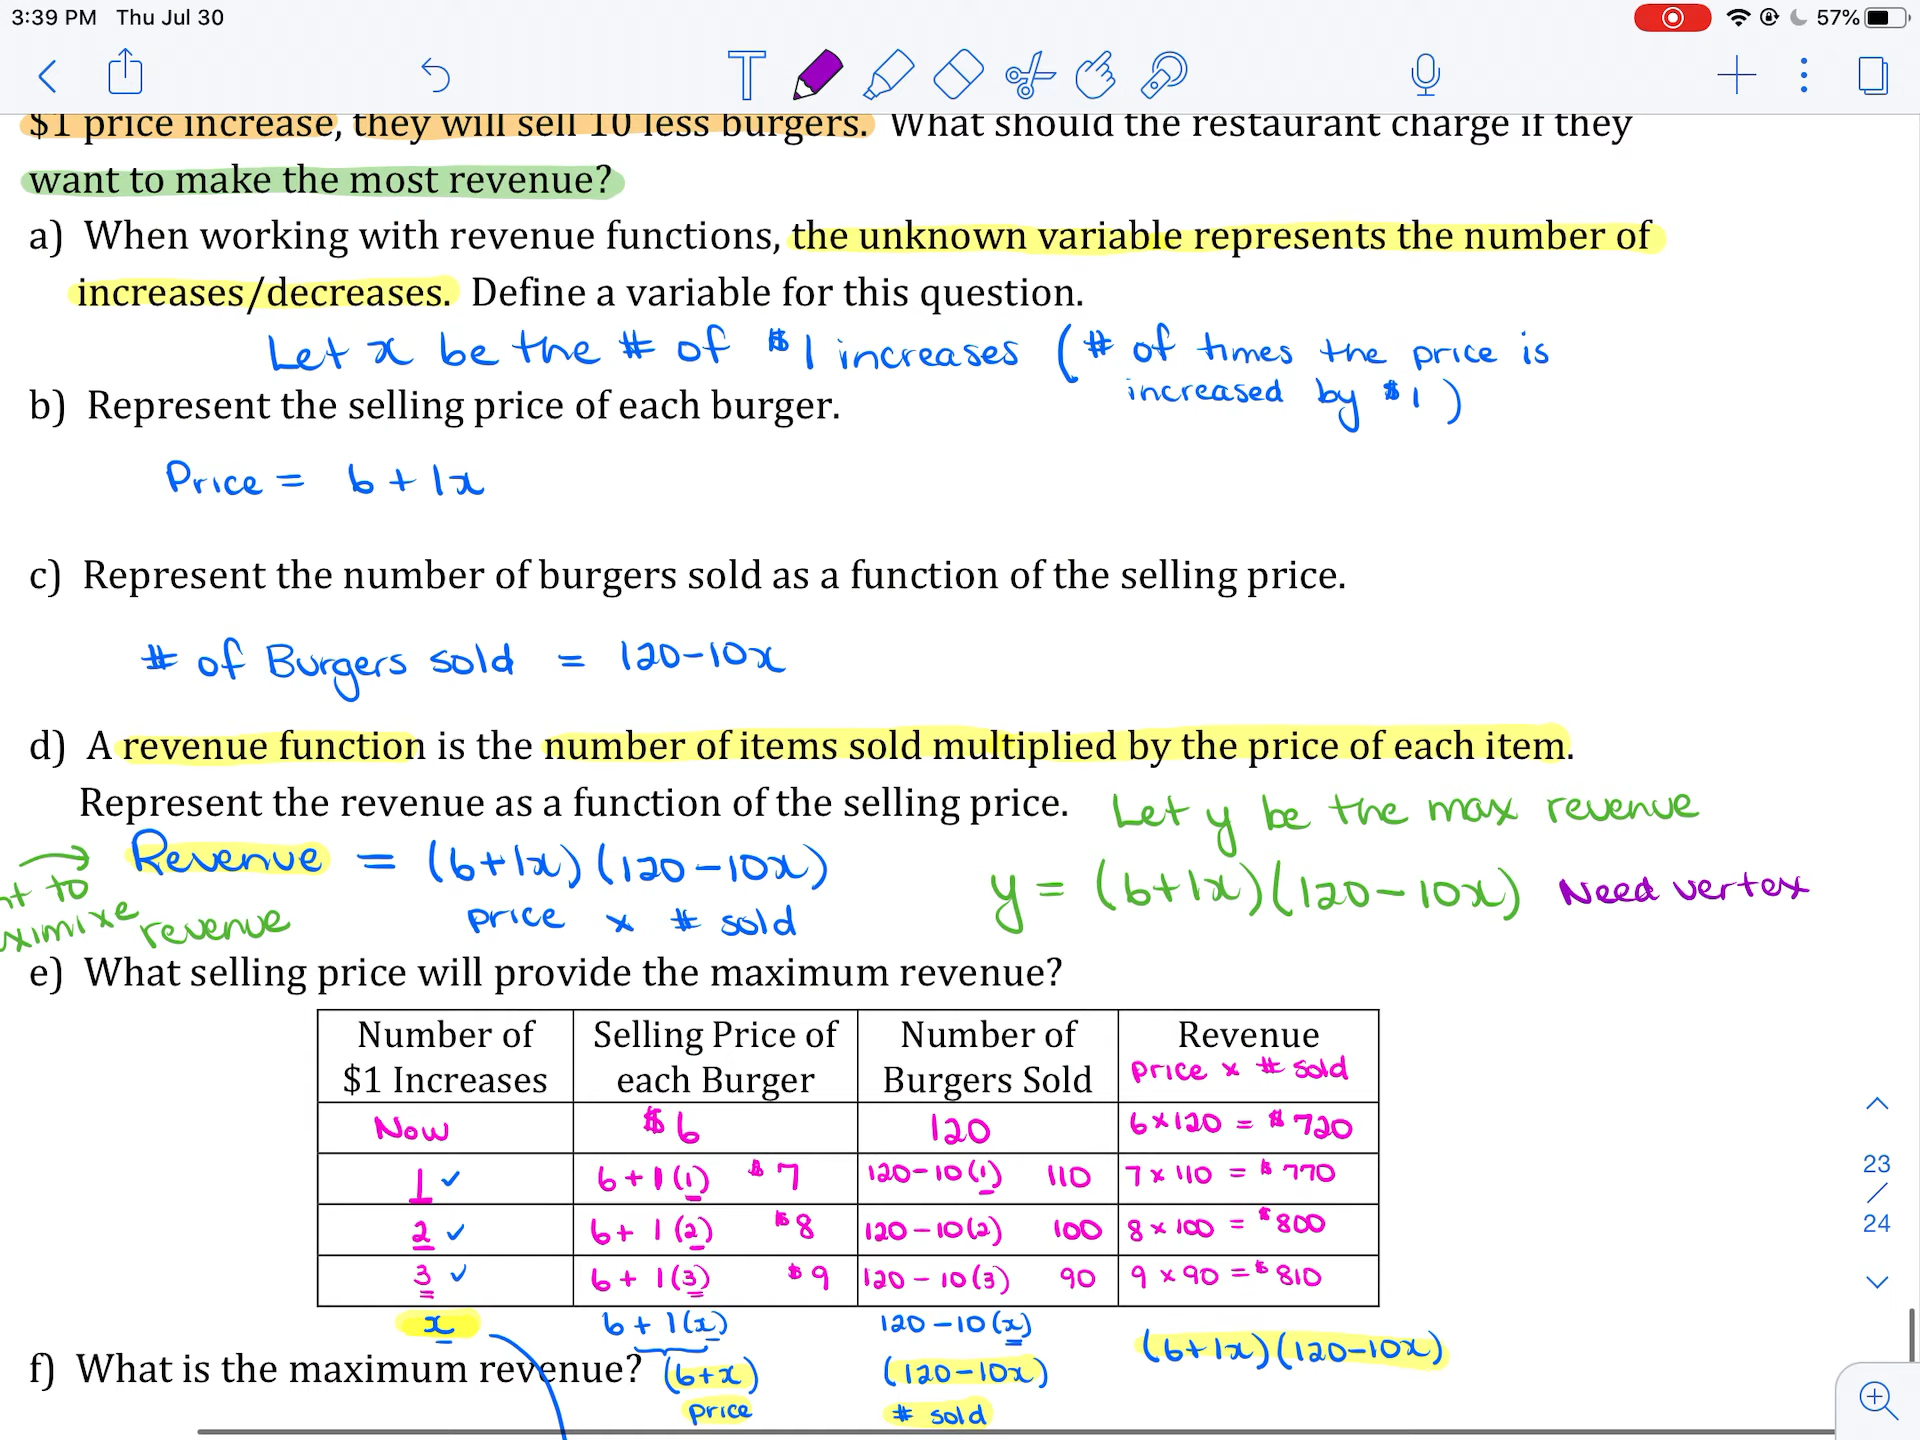 3:39 PM Thu Jul 30
57%
$1 price increase, they will sell 10 less burgers. What should the restaurant charge if they
want to make the most revenue?
a) When working with revenue functions, the unknown variable represents the number of
increases/decreases. Define a variable for this question.
Let x be the # of $1 increases (# of times the price is
increased by $1)
b) Represent the selling price of each burger.
Price = 6 + 1x
c) Represent the number of burgers sold as a function of the selling price.
# of Burgers sold = 120-10x
d) A revenue function is the number of items sold multiplied by the price of each item.
Represent the revenue as a function of the selling price. Let y be the max revenue
Revenue = (6+1x)(120-10x)
y = (6+1x)(120-10x) Need vertex
to
revenue
price x # sold
e) What selling price will provide the maximum revenue?
Number of $1 Increases Selling Price of each Burger Number of Burgers Sold Revenue price x # sold
Now $6 120 6×120 = $720
1 ✓ 6+1(1) $7 120-10(1) 110 7 x 110 = $770
2 ✓ 6+ 1(2) $8 120-10(2) 100 8 x 100 = $800
3 ✓ 6 + 1(3) $9 120-10(3) 90 9 x 90 = $810
x 6+1(x) 120-10(x) (6+1x)(120-10x)
f) What is the maximum revenue? (6+x) (120-10x)
price # sold
23
/
24